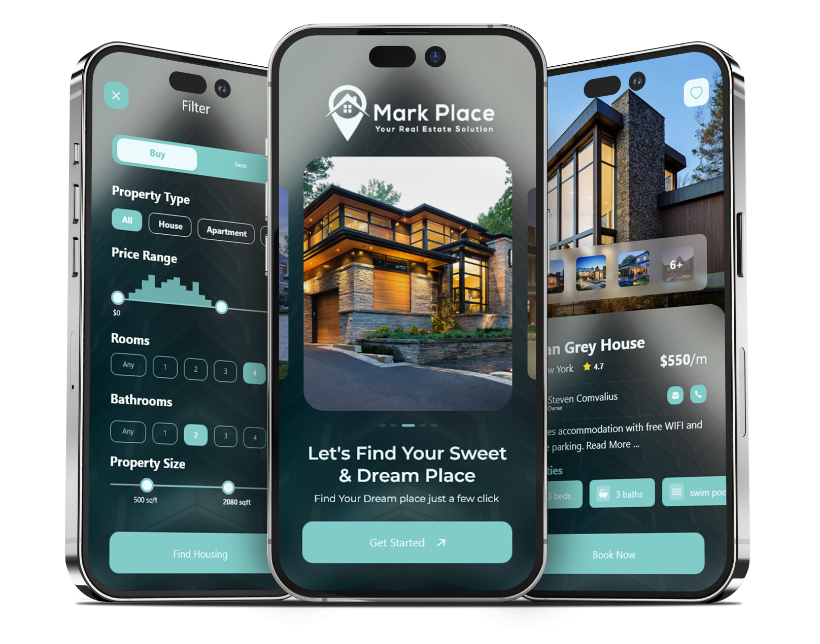 Filter
Buy
Rent
Property Type
All
House
Apartment
Price Range
$0
Rooms
Any
1
2
3
4
Bathrooms
Any
1
2
3
4
Property Size
500 sqft
2080 sqft
Find Housing
Mark Place
Your Real Estate Solution
Let's Find Your Sweet
& Dream Place
Find Your Dream place just a few click
Get Started
6+
an Grey House
w York 4.7
$550/m
Steven Comvalius
Owner
es accommodation with free WIFI and
e parking. Read More ...
ties
3 beds
3 baths
swim poo
Book Now